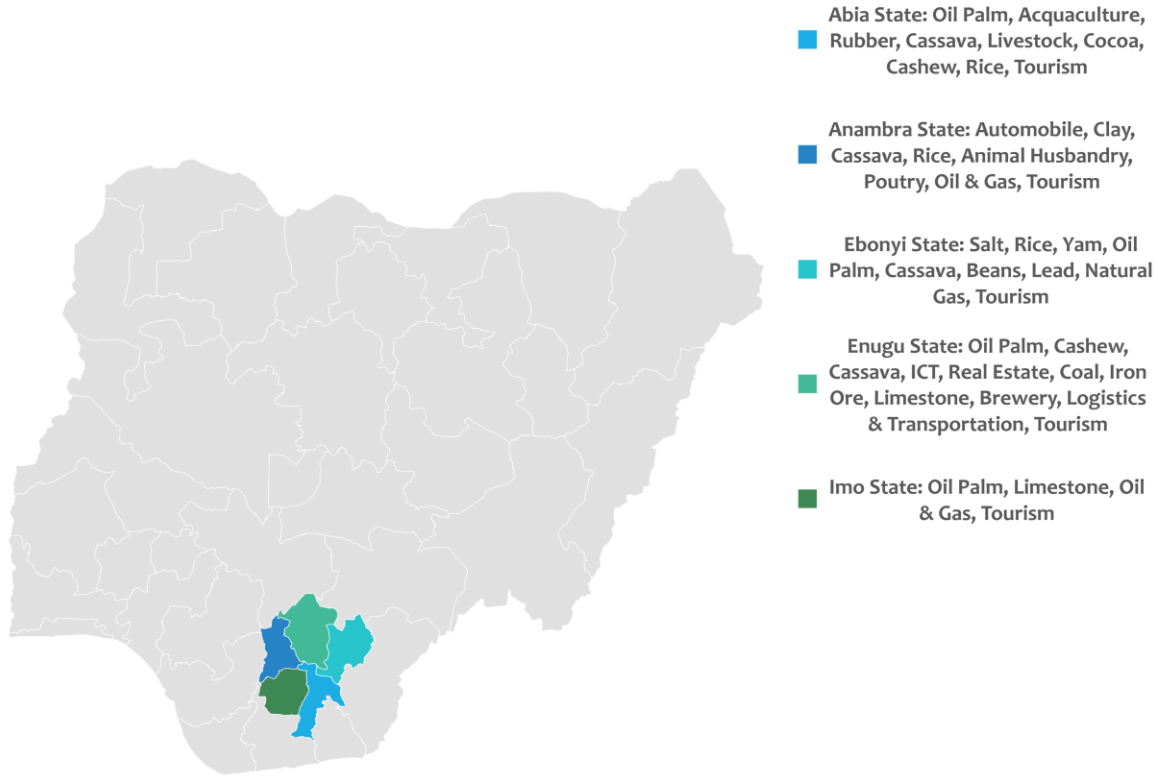 Abia State: Oil Palm, Acquaculture,
Rubber, Cassava, Livestock, Cocoa,
Cashew, Rice, Tourism
Anambra State: Automobile, Clay,
Cassava, Rice, Animal Husbandry,
Poutry, Oil & Gas, Tourism
Ebonyi State: Salt, Rice, Yam, Oil
Palm, Cassava, Beans, Lead, Natural
Gas, Tourism
Enugu State: Oil Palm, Cashew,
Cassava, ICT, Real Estate, Coal, Iron
Ore, Limestone, Brewery, Logistics
& Transportation, Tourism
Imo State: Oil Palm, Limestone, Oil
& Gas, Tourism